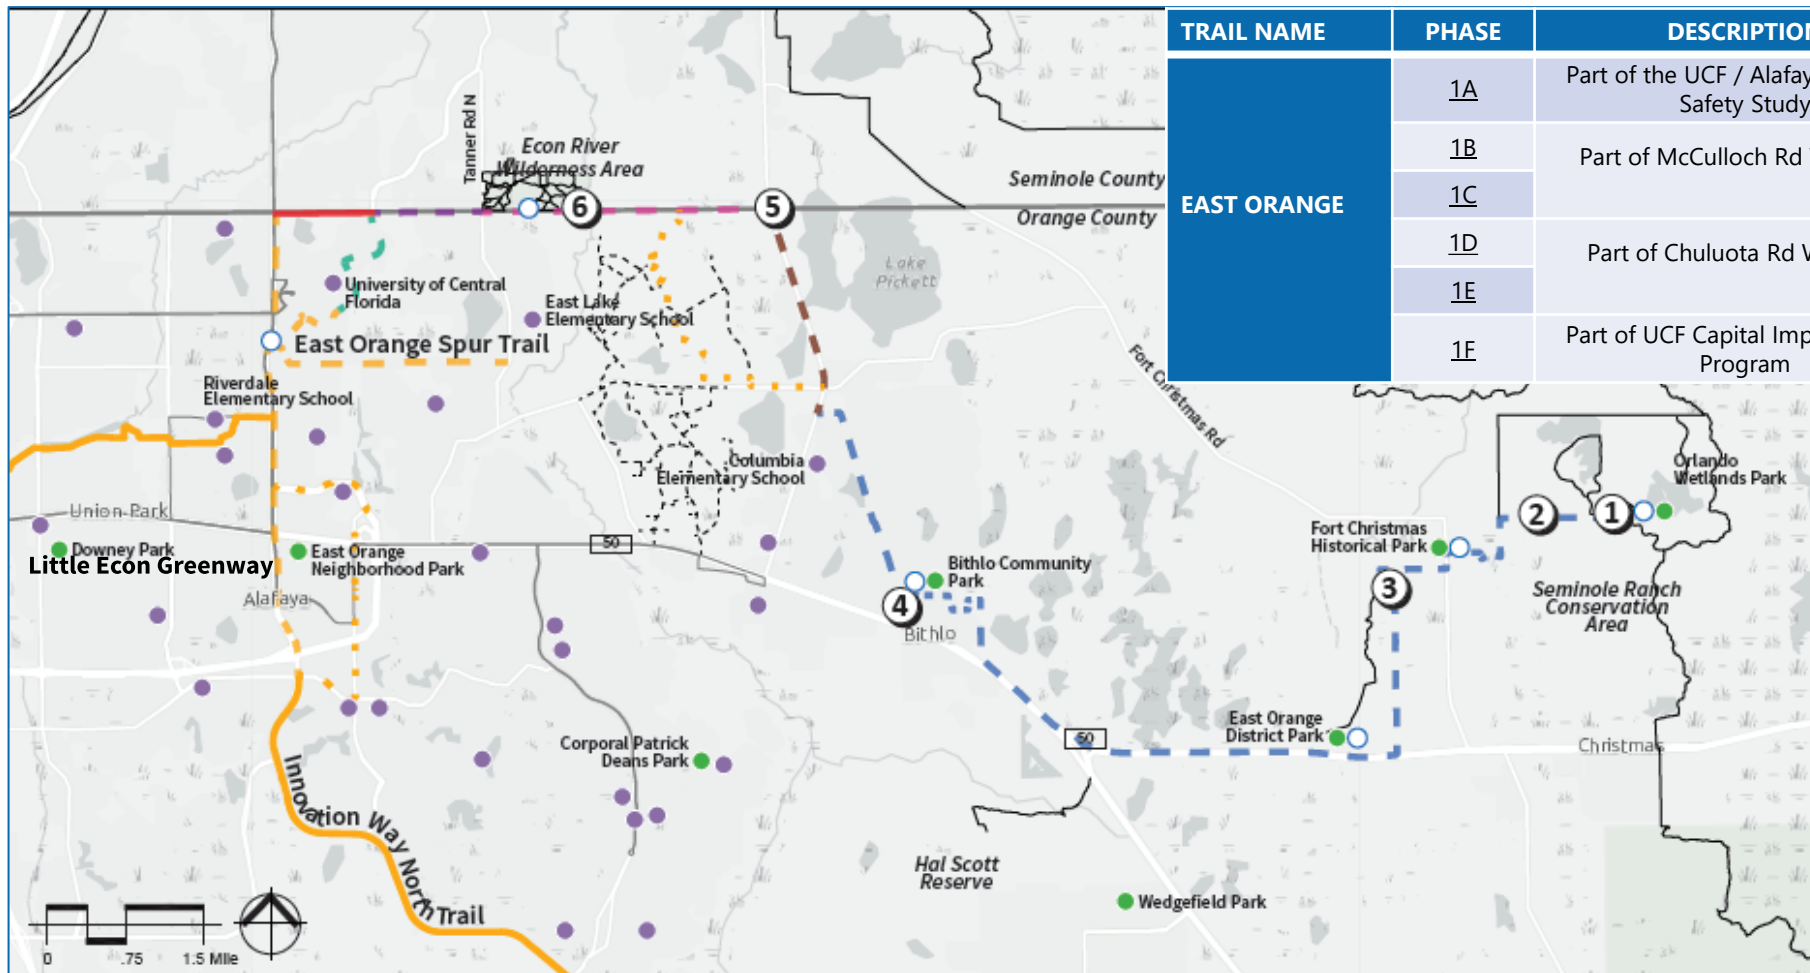 TRAIL NAME
PHASE
DESCRIPTION
EAST ORANGE
1A
Part of the UCF / Alafay
Safety Study
1B
1C
Part of McCulloch Rd
1D
1E
Part of Chuluota Rd
1F
Part of UCF Capital Imp
Program
Tanner Rd N
Econ River
Wilderness Area
6
5
Seminole County
Orange County
Lake
Pickett
University of Central
Florida
East Lake
Elementary School
East Orange Spur Trail
Riverdale
Elementary School
Fort Christmas Rd
Columbia
Elementary School
Orlando
Wetlands Park
2
1
Union Park
Fort Christmas
Historical Park
50
Downey Park
East Orange
Neighborhood Park
Little Econ Greenway
Bithlo Community
Park
3
Seminole Ranch
Conservation
Area
Alafaya
4
Bithlo
East Orange
District Park
50
Christmas
Corporal Patrick
Deans Park
Innovation Way North Trail
Hal Scott
Reserve
Wedgefield Park
0
.75
1.5 Mile